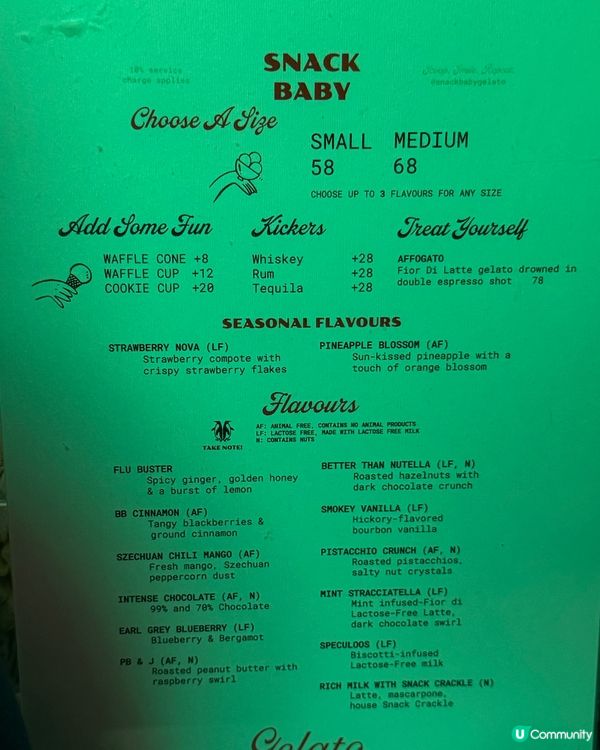 10% service
charge applies
SNACK
BABY
Scoop, Smile, Repeat.
@snackbabygelato
Choose A Size
SMALL MEDIUM
58 68
CHOOSE UP TO 3 FLAVOURS FOR ANY SIZE
Add Some Fun
WAFFLE CONE +8
WAFFLE CUP +12
COOKIE CUP +20
Kickers
Whiskey +28
Rum +28
Tequila +28
Treat Yourself
AFFOGATO
Fior Di Latte gelato drowned in
double espresso shot 78
SEASONAL FLAVOURS
STRAWBERRY NOVA (LF)
Strawberry compote with
crispy strawberry flakes
PINEAPPLE BLOSSOM (AF)
Sun-kissed pineapple with a
touch of orange blossom
Flavours
TAKE NOTE!
AF: ANIMAL FREE, CONTAINS NO ANIMAL PRODUCTS
LF: LACTOSE FREE, MADE WITH LACTOSE FREE MILK
N: CONTAINS NUTS
FLU BUSTER
Spicy ginger, golden honey
& a burst of lemon
BB CINNAMON (AF)
Tangy blackberries &
ground cinnamon
SZECHUAN CHILI MANGO (AF)
Fresh mango, Szechuan
peppercorn dust
INTENSE CHOCOLATE (AF, N)
99% and 70% Chocolate
EARL GREY BLUEBERRY (LF)
Blueberry & Bergamot
PB & J (AF, N)
Roasted peanut butter with
raspberry swirl
BETTER THAN NUTELLA (LF, N)
Roasted hazelnuts with
dark chocolate crunch
SMOKEY VANILLA (LF)
Hickory-flavored
bourbon vanilla
PISTACCHIO CRUNCH (AF, N)
Roasted pistacchios,
salty nut crystals
MINT STRACCIATELLA (LF)
Mint infused-Fior di
Lactose-Free Latte,
dark chocolate swirl
SPECULOOS (LF)
Biscotti-infused
Lactose-Free milk
RICH MILK WITH SNACK CRACKLE (N)
Latte, mascarpone,
house Snack Crackle
Gelato
U Community